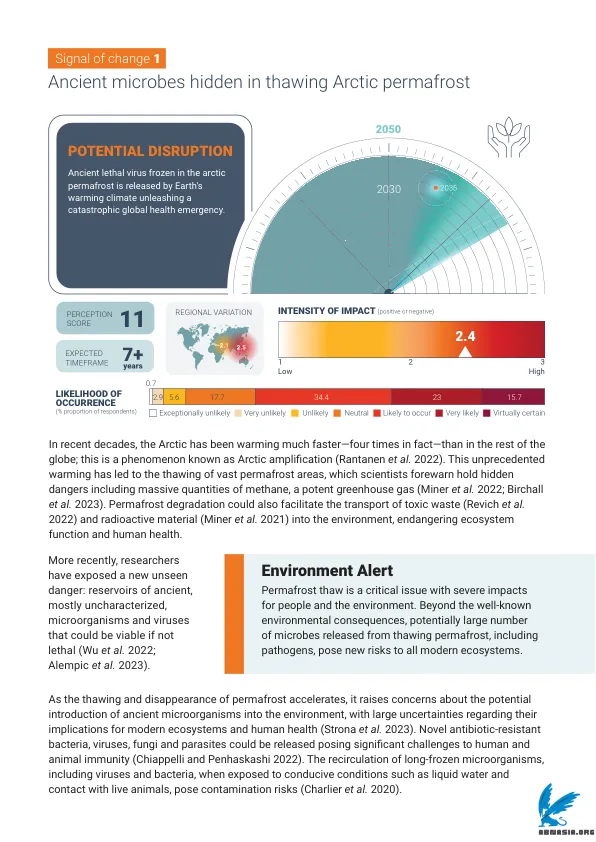 Signal of change 1
Ancient microbes hidden in thawing Arctic permafrost
POTENTIAL DISRUPTION
Ancient lethal virus frozen in the arctic
permafrost is released by Earth's
warming climate unleashing a
catastrophic global health emergency.
2050
2030
2035
PERCEPTION
SCORE
11
EXPECTED
TIMEFRAME
7+
years
REGIONAL VARIATION
2.1
2.5
INTENSITY OF IMPACT (positive or negative)
2.4
1 2 3
Low High
LIKELIHOOD OF
OCCURRENCE
(% proportion of respondents)
0.7
2.9 5.6 17.7 34.4 23 15.7
Exceptionally unlikely Very unlikely Unlikely Neutral Likely to occur Very likely Virtually certain
In recent decades, the Arctic has been warming much faster—four times in fact—than in the rest of the
globe; this is a phenomenon known as Arctic amplification (Rantanen et al. 2022). This unprecedented
warming has led to the thawing of vast permafrost areas, which scientists forewarn hold hidden
dangers including massive quantities of methane, a potent greenhouse gas (Miner et al. 2022; Birchall
et al. 2023). Permafrost degradation could also facilitate the transport of toxic waste (Revich et al.
2022) and radioactive material (Miner et al. 2021) into the environment, endangering ecosystem
function and human health.
More recently, researchers
have exposed a new unseen
danger: reservoirs of ancient,
mostly uncharacterized,
microorganisms and viruses
that could be viable if not
lethal (Wu et al. 2022;
Alempic et al. 2023).
Environment Alert
Permafrost thaw is a critical issue with severe impacts
for people and the environment. Beyond the well-known
environmental consequences, potentially large number
of microbes released from thawing permafrost, including
pathogens, pose new risks to all modern ecosystems.
As the thawing and disappearance of permafrost accelerates, it raises concerns about the potential
introduction of ancient microorganisms into the environment, with large uncertainties regarding their
implications for modern ecosystems and human health (Strona et al. 2023). Novel antibiotic-resistant
bacteria, viruses, fungi and parasites could be released posing significant challenges to human and
animal immunity (Chiappelli and Penhaskashi 2022). The recirculation of long-frozen microorganisms,
including viruses and bacteria, when exposed to conducive conditions such as liquid water and
contact with live animals, pose contamination risks (Charlier et al. 2020).
ABNASIA.ORG